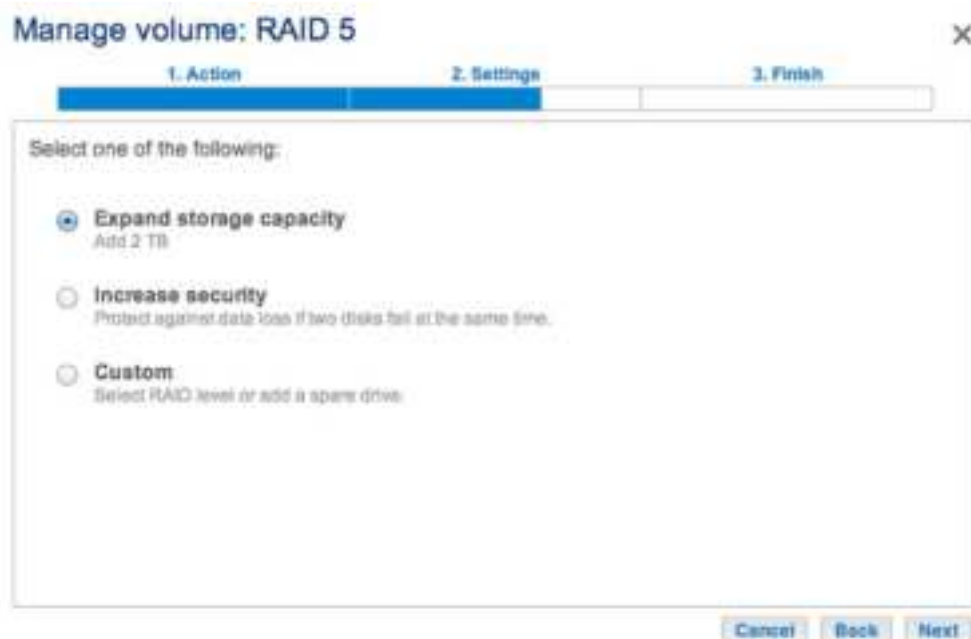 Manage volume: RAID 5
1. Action 2. Settings 3. Finish
Select one of the following:
Expand storage capacity
Add 2 TB
Increase security
Protect against data loss if two disks fail at the same time.
Custom
Select RAID level or add a spare drive.
Cancel Back Next